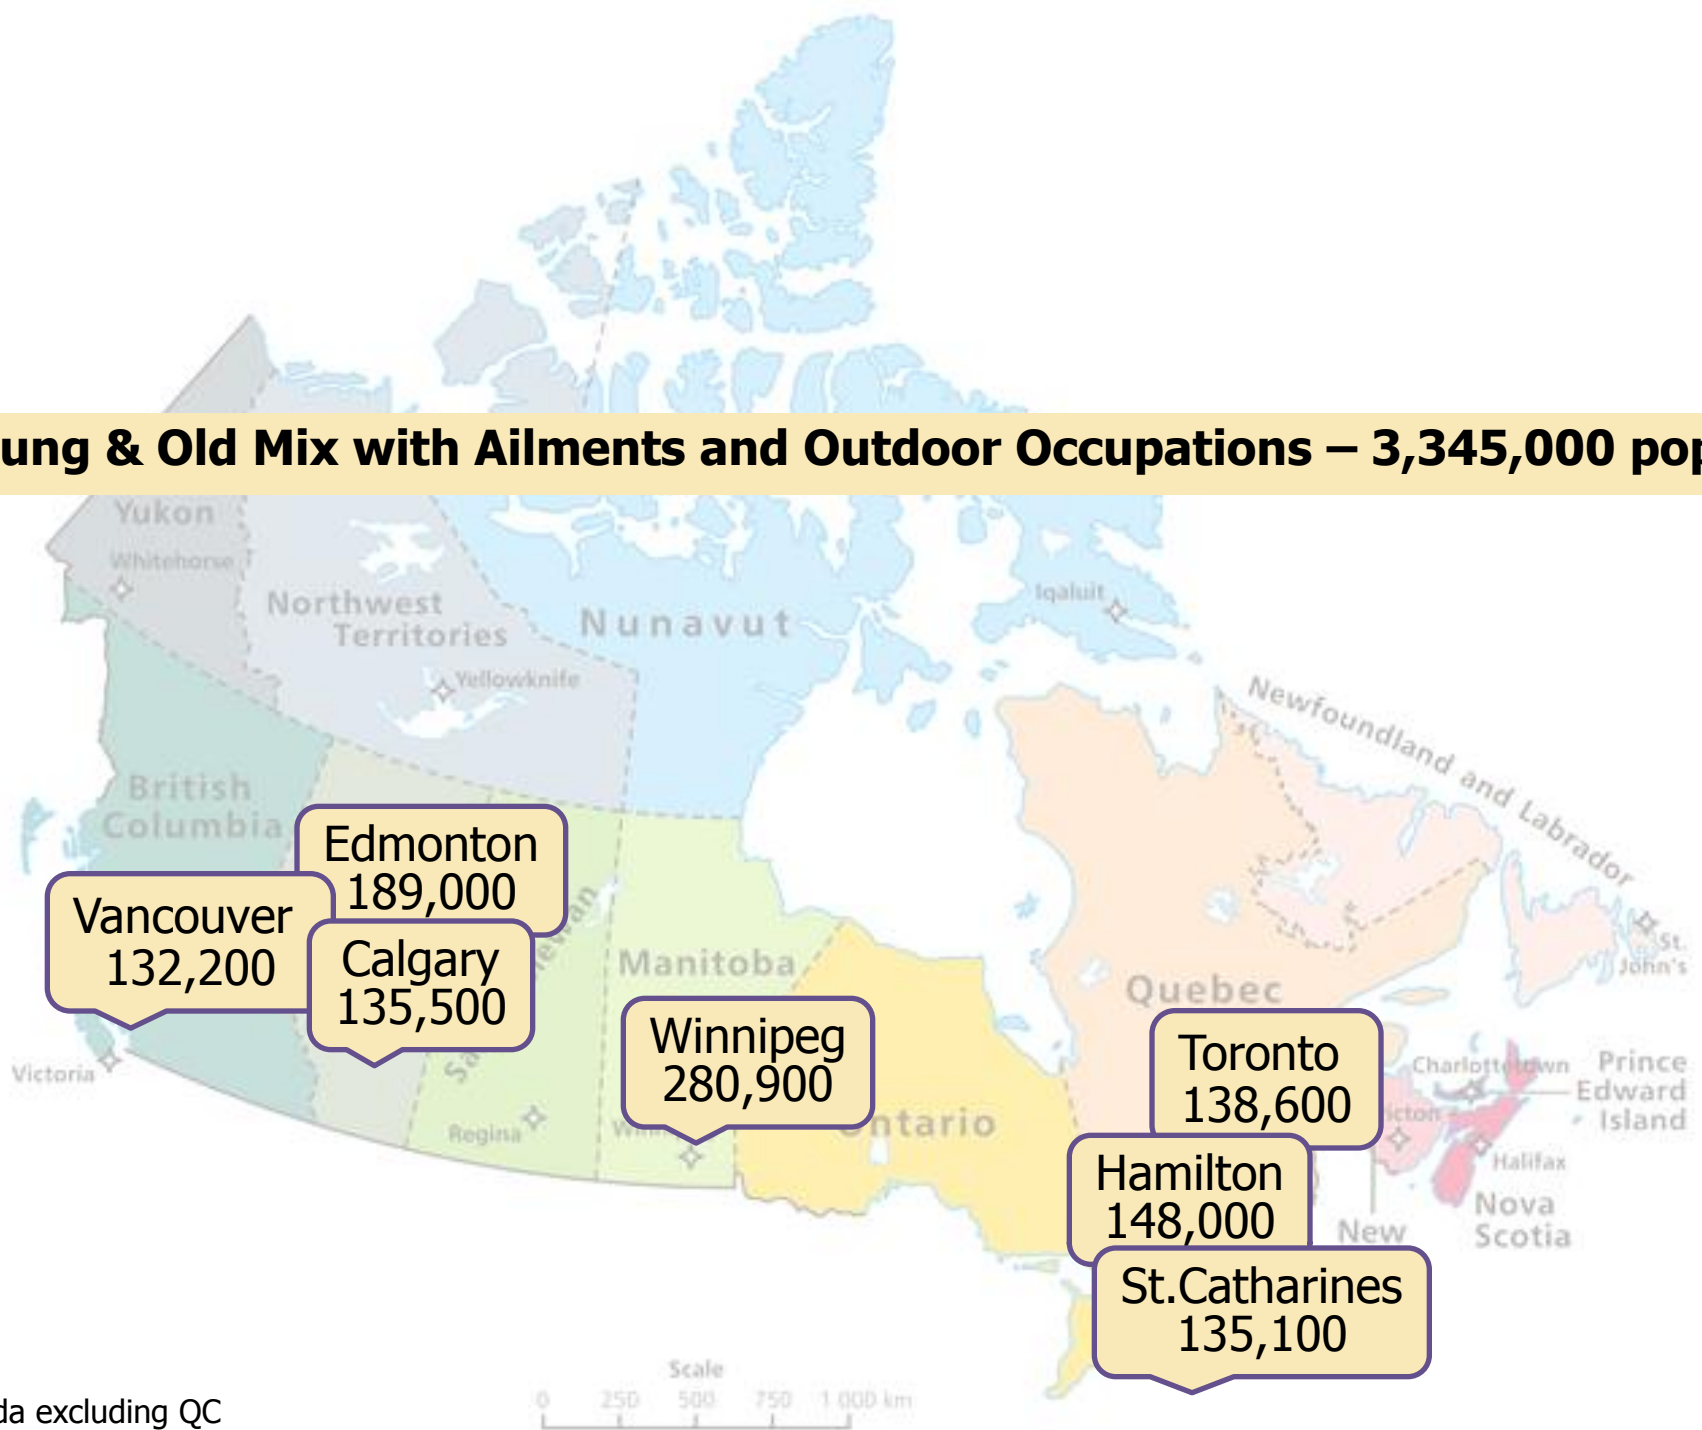 ung & Old Mix with Ailments and Outdoor Occupations – 3,345,000 pop
Yukon
Whitehorse
Northwest
Territories
Yellowknife
Nunavut
Iqaluit
Newfoundland and Labrador
British
Columbia
Edmonton
189,000
Vancouver
132,200
Calgary
135,500
Manitoba
Quebec
St.
John's
Winnipeg
280,900
Victoria
Regina
Ontario
Toronto
138,600
Charlottetown
Prince
Edward
Island
Halifax
Hamilton
148,000
New
Nova
Scotia
St.Catharines
135,100
Scale
0 250 500 750 1 000 km
da excluding QC